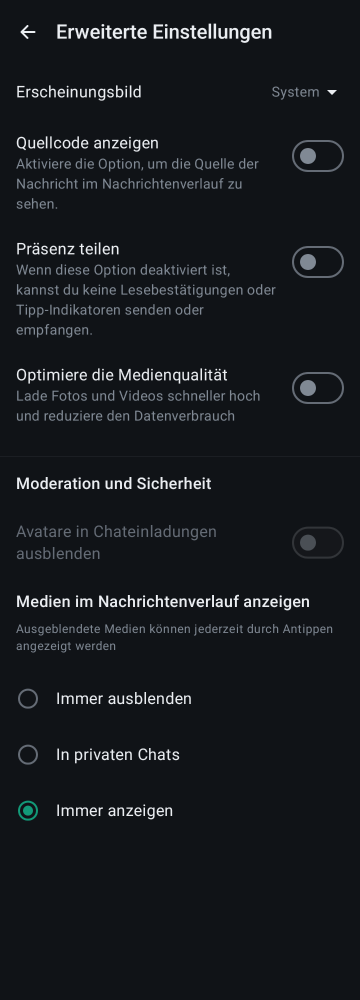 Erweiterte Einstellungen
Erscheinungsbild
System
Quellcode anzeigen
Aktiviere die Option, um die Quelle der
Nachricht im Nachrichtenverlauf zu
sehen.
Präsenz teilen
Wenn diese Option deaktiviert ist,
kannst du keine Lesebestätigungen oder
Tipp-Indikatoren senden oder
empfangen.
Optimiere die Medienqualität
Lade Fotos und Videos schneller hoch
und reduziere den Datenverbrauch
Moderation und Sicherheit
Avatare in Chateinladungen
ausblenden
Medien im Nachrichtenverlauf anzeigen
Ausgeblendete Medien können jederzeit durch Antippen
angezeigt werden
Immer ausblenden
In privaten Chats
Immer anzeigen